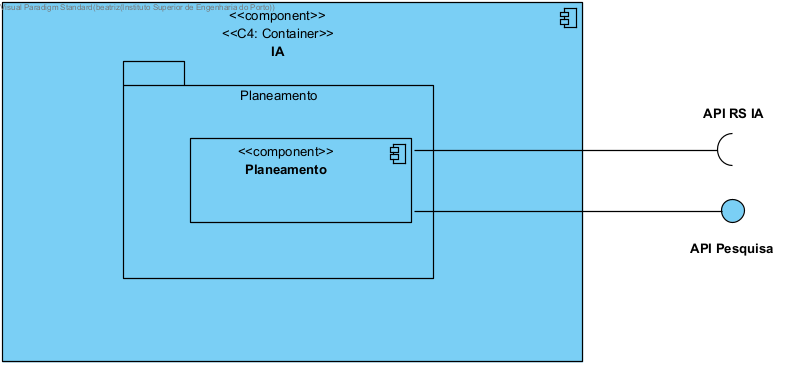 Visual Paradigm Standard(beatriz(Instituto Superior de Engenharia do Porto))
<<component>>
<<C4: Container>>
IA
Planeamento
<<component>>
Planeamento
API RS IA
API Pesquisa